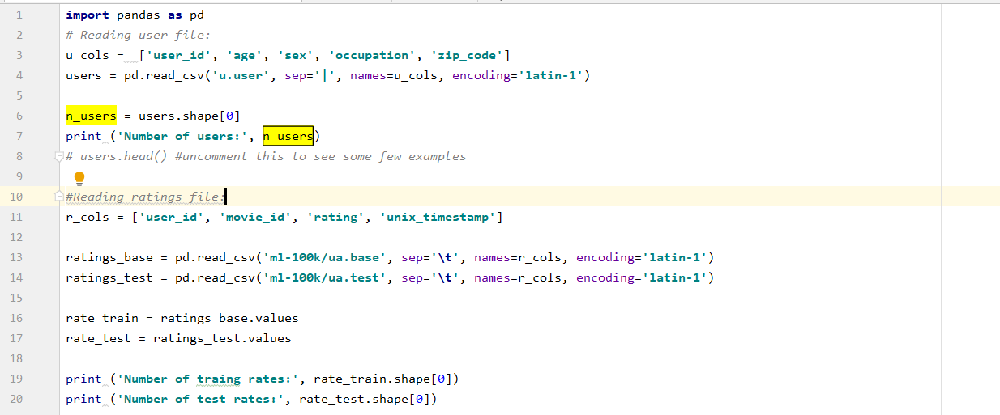 1 import pandas as pd
2 # Reading user file:
3 u_cols =  ['user_id', 'age', 'sex', 'occupation', 'zip_code']
4 users = pd.read_csv('u.user', sep='|', names=u_cols, encoding='latin-1')
5
6 n_users = users.shape[0]
7 print ('Number of users:', n_users)
8 # users.head() #uncomment this to see some few examples
9
10 #Reading ratings file:
11 r_cols = ['user_id', 'movie_id', 'rating', 'unix_timestamp']
12
13 ratings_base = pd.read_csv('ml-100k/ua.base', sep='\t', names=r_cols, encoding='latin-1')
14 ratings_test = pd.read_csv('ml-100k/ua.test', sep='\t', names=r_cols, encoding='latin-1')
15
16 rate_train = ratings_base.values
17 rate_test = ratings_test.values
18
19 print ('Number of traing rates:', rate_train.shape[0])
20 print ('Number of test rates:', rate_test.shape[0])